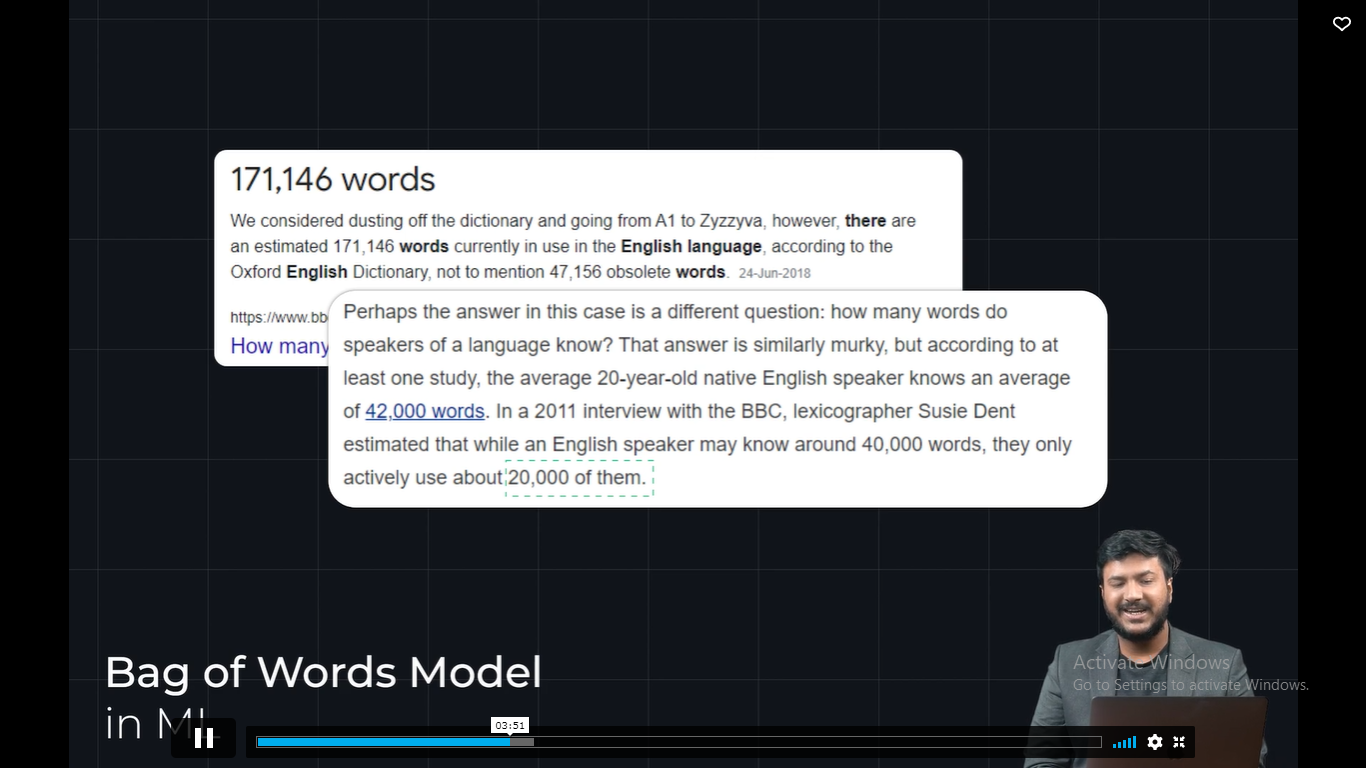 171,146 words
We considered dusting off the dictionary and going from A1 to Zyzzyva, however, there are
an estimated 171,146 words currently in use in the English language, according to the
Oxford English Dictionary, not to mention 47,156 obsolete words. 24-Jun-2018
https://www.bb
How many
Perhaps the answer in this case is a different question: how many words do
speakers of a language know? That answer is similarly murky, but according to at
least one study, the average 20-year-old native English speaker knows an average
of 42,000 words. In a 2011 interview with the BBC, lexicographer Susie Dent
estimated that while an English speaker may know around 40,000 words, they only
actively use about 20,000 of them.
Bag of Words Model
in ML
Activate Windows
Go to Settings to activate Windows.
03:51